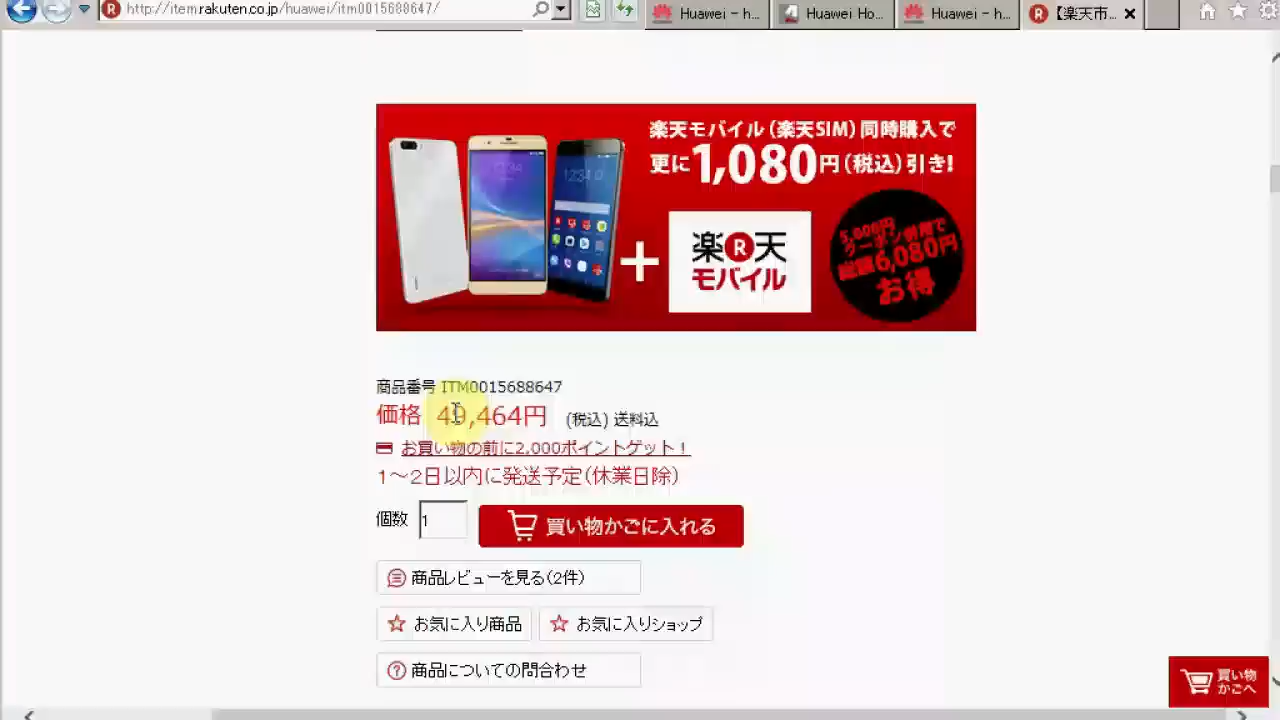 http://item.rakuten.co.jp/huawei/itm0015688647/
Huawei - h...
Huawei Ho...
Huawei - h...
【楽天市...
楽天モバイル(楽天SIM)同時購入で
更に1,080円(税込)引き!
楽R天
モバイル
5,000円
クーポン併用で
総額6,080円
お得
商品番号 ITM0015688647
価格 49,464円 (税込) 送料込
お買い物の前に2,000ポイントゲット!
1～2日以内に発送予定(休業日除)
個数 1 買い物かごに入れる
商品レビューを見る(2件)
お気に入り商品 お気に入りショップ
商品についての問合わせ
買い物
かごへ